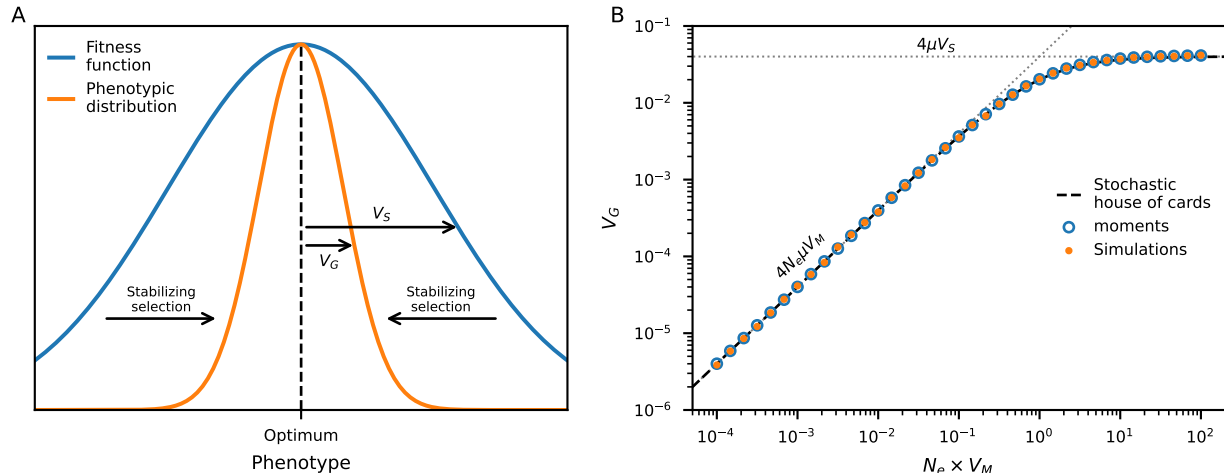 A
Fitness
function
Phenotypic
distribution
V_S
V_G
Stabilizing
selection
Stabilizing
selection
Optimum
Phenotype
B
10^{-1}
10^{-2}
10^{-3}
10^{-4}
10^{-5}
10^{-6}
V_G
4μV_S
4N_eμV_M
Stochastic
house of cards
moments
Simulations
10^{-4}
10^{-3}
10^{-2}
10^{-1}
10^0
10^1
10^2
N_e × V_M